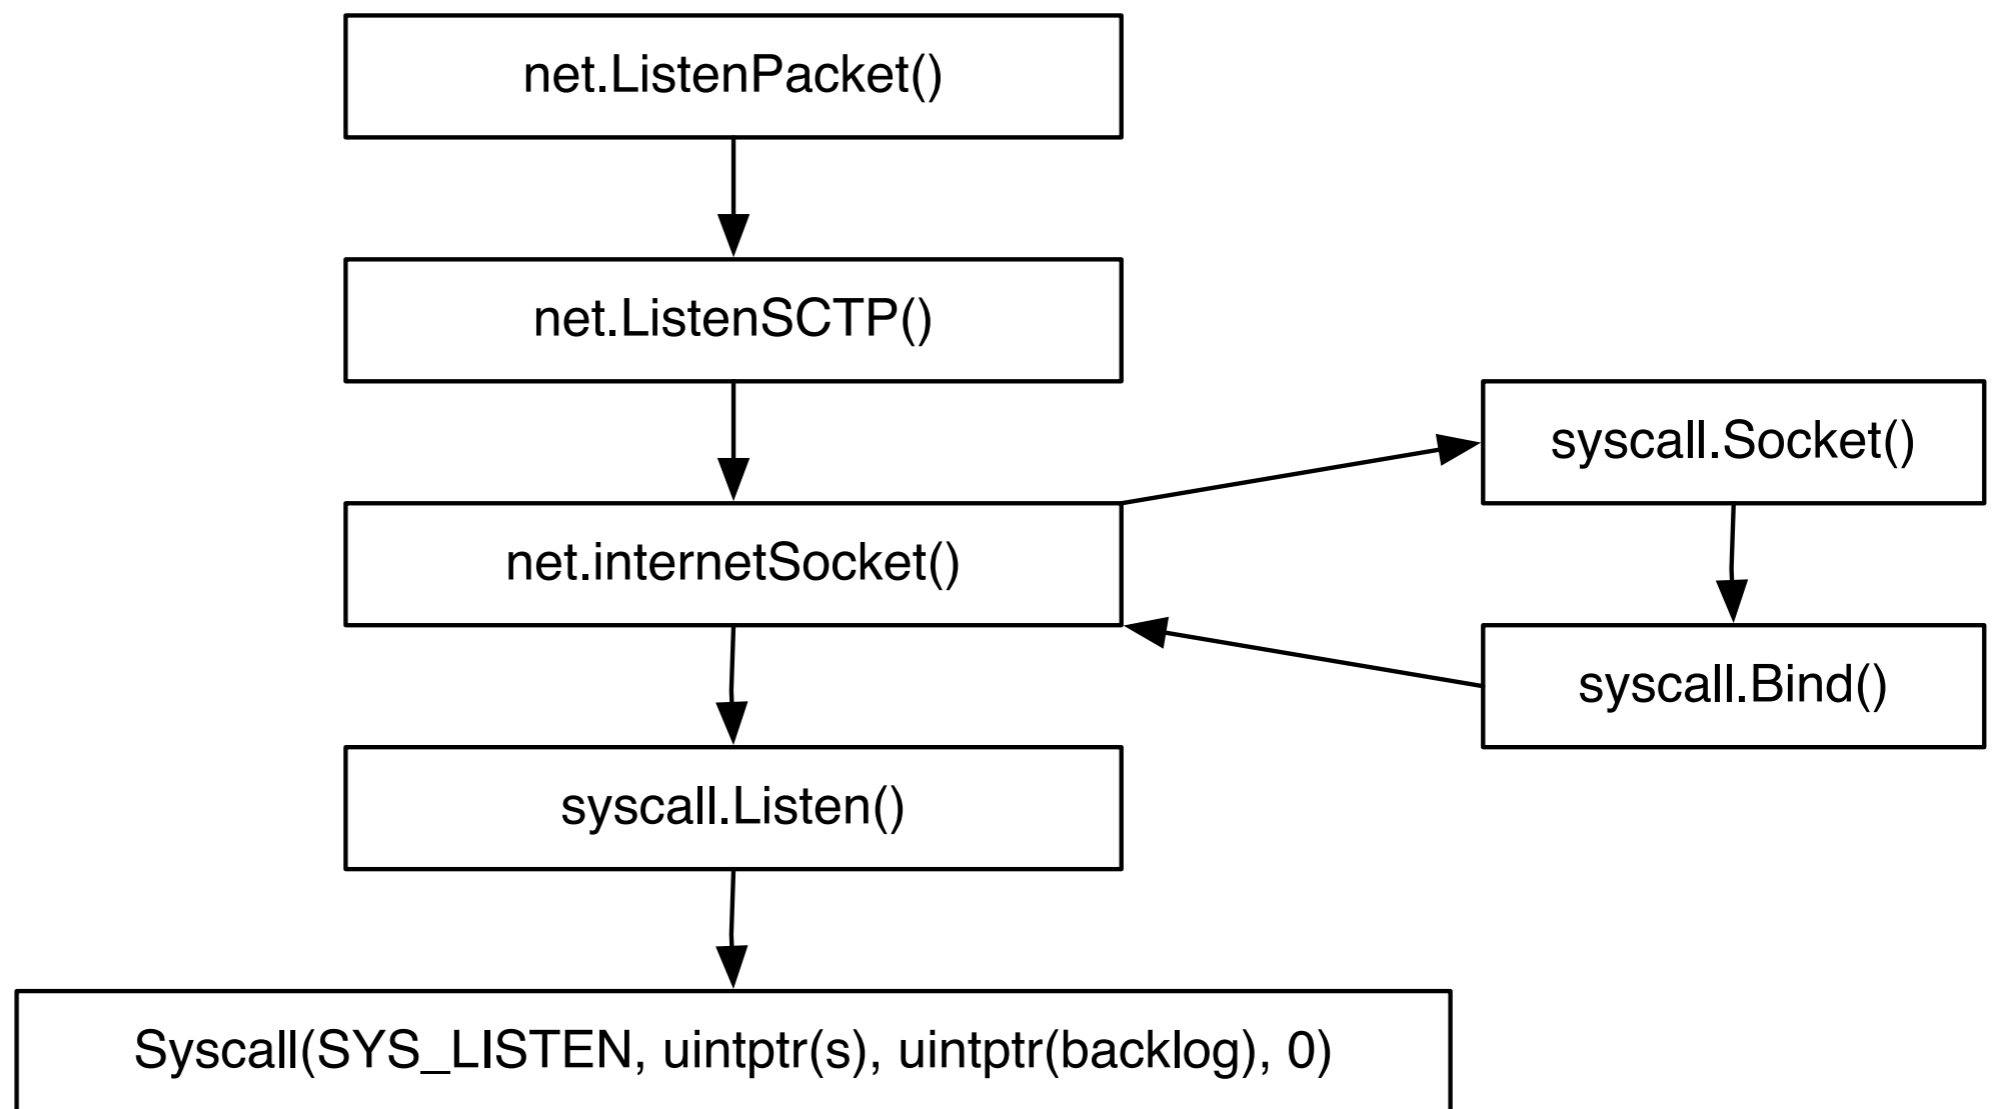 net.ListenPacket()
net.ListenSCTP()
net.internetSocket()
syscall.Socket()
syscall.Bind()
syscall.Listen()
Syscall(SYS_LISTEN, uintptr(s), uintptr(backlog), 0)